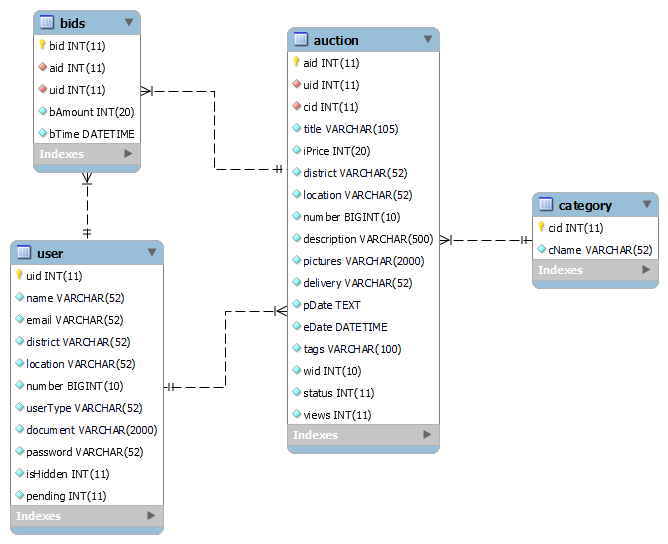 bids
bid INT(11)
aid INT(11)
uid INT(11)
bAmount INT(20)
bTime DATETIME
Indexes
user
uid INT(11)
name VARCHAR(52)
email VARCHAR(52)
district VARCHAR(52)
location VARCHAR(52)
number BIGINT(10)
userType VARCHAR(52)
document VARCHAR(2000)
password VARCHAR(52)
isHidden INT(11)
pending INT(11)
Indexes
auction
aid INT(11)
uid INT(11)
cid INT(11)
title VARCHAR(105)
iPrice INT(20)
district VARCHAR(52)
location VARCHAR(52)
number BIGINT(10)
description VARCHAR(500)
pictures VARCHAR(2000)
delivery VARCHAR(52)
pDate TEXT
eDate DATETIME
tags VARCHAR(100)
wid INT(10)
status INT(11)
views INT(11)
Indexes
category
cid INT(11)
cName VARCHAR(52)
Indexes